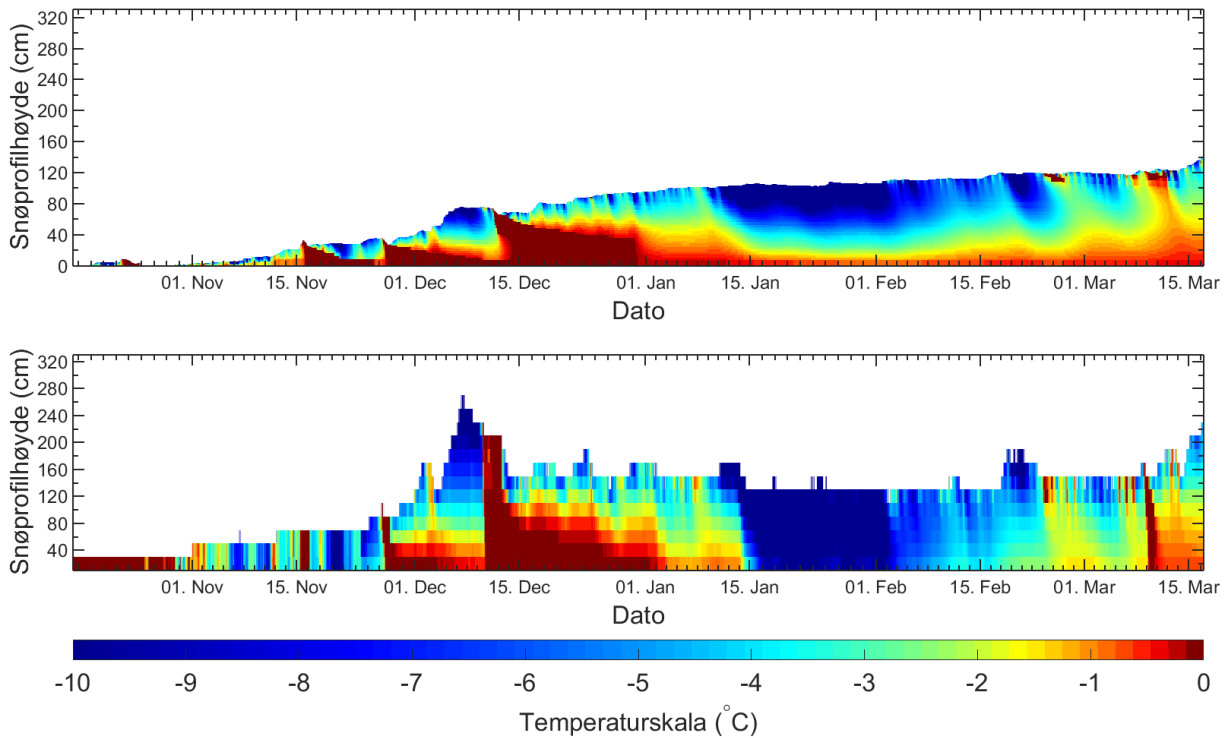 Snøprofilhøyde (cm)
320
280
240
200
160
120
80
40
0
01. Nov 15. Nov 01. Dec 15. Dec 01. Jan 15. Jan 01. Feb 15. Feb 01. Mar 15. Mar
Dato
Snøprofilhøyde (cm)
320
280
240
200
160
120
80
40
01. Nov 15. Nov 01. Dec 15. Dec 01. Jan 15. Jan 01. Feb 15. Feb 01. Mar 15. Mar
Dato
-10 -9 -8 -7 -6 -5 -4 -3 -2 -1 0
Temperaturskala (°C)